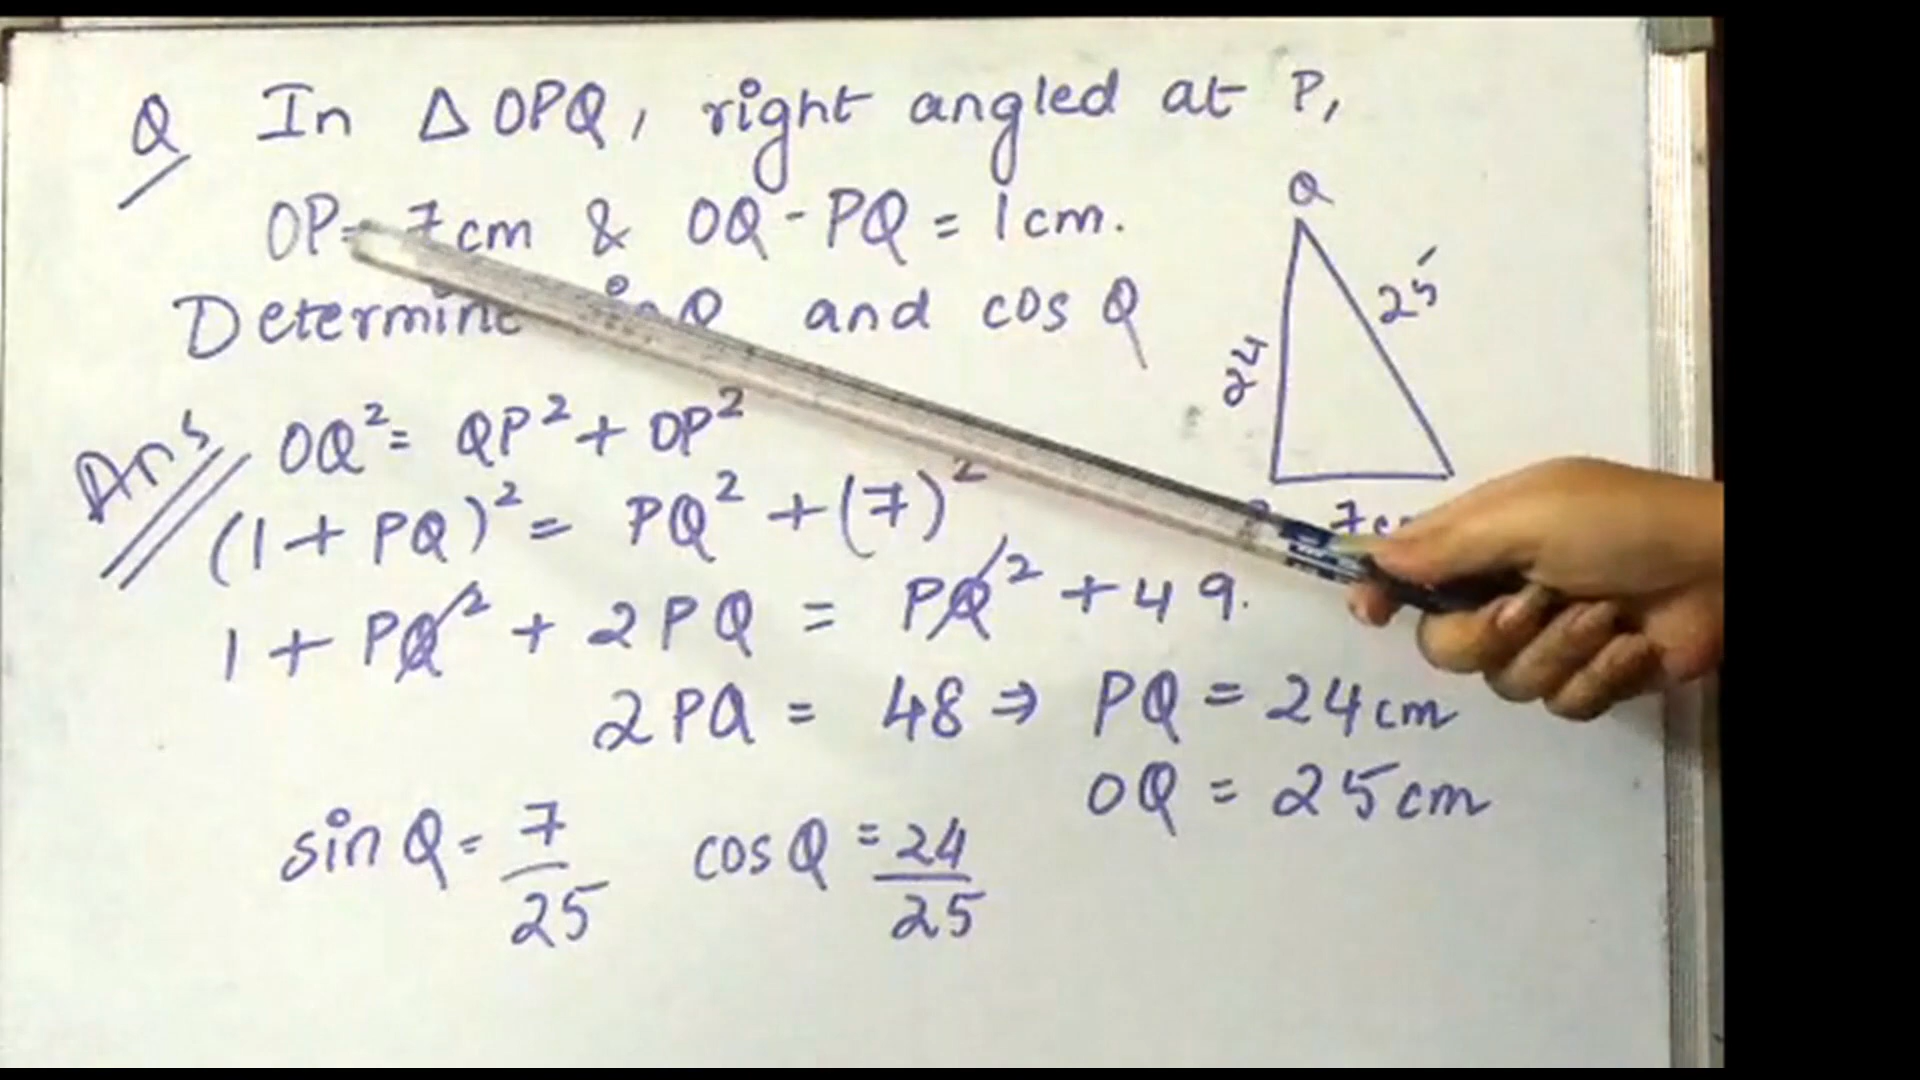 Q In Δ OPQ, right angled at P,
OP= 7cm & OQ - PQ = 1cm.
Determine sinQ and cos Q
Q
25
24
7cm
Ans OQ² = QP² + OP²
(1 + PQ)² = PQ² + (7)²
1 + PQ² + 2PQ = PQ² + 49.
2PQ = 48 ⇒ PQ = 24cm
OQ = 25cm
sin Q = 7/25 cos Q = 24/25